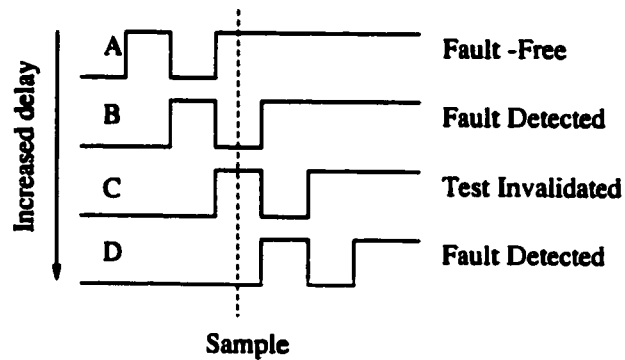 A
Fault -Free
B
Fault Detected
C
Test Invalidated
D
Fault Detected
Increased delay
Sample